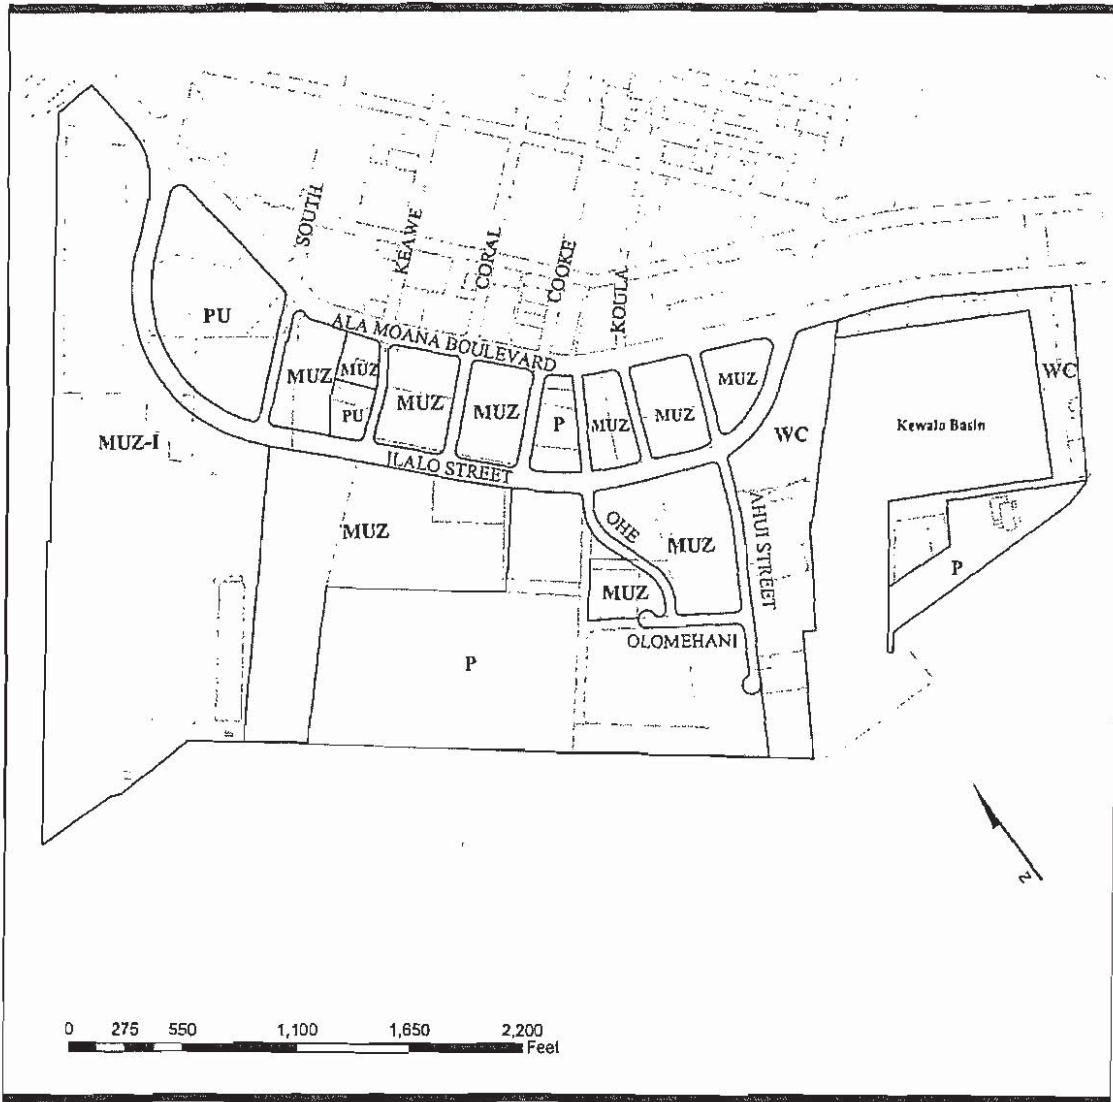 SOUTH
KEAWE
CORAL
COOKE
KOULA
PU
ALA MOANA BOULEVARD
MUZ
MUZ
PU
MUZ
MUZ
P
MUZ
MUZ
MUZ
WC
WC
Kewalo Basin
MUZ-I
ILALO STREET
MUZ
OHE
MUZ
AHUI STREET
MUZ
P
OLOMEHANI
P
N
0 275 550 1,100 1,650 2,200
Feet